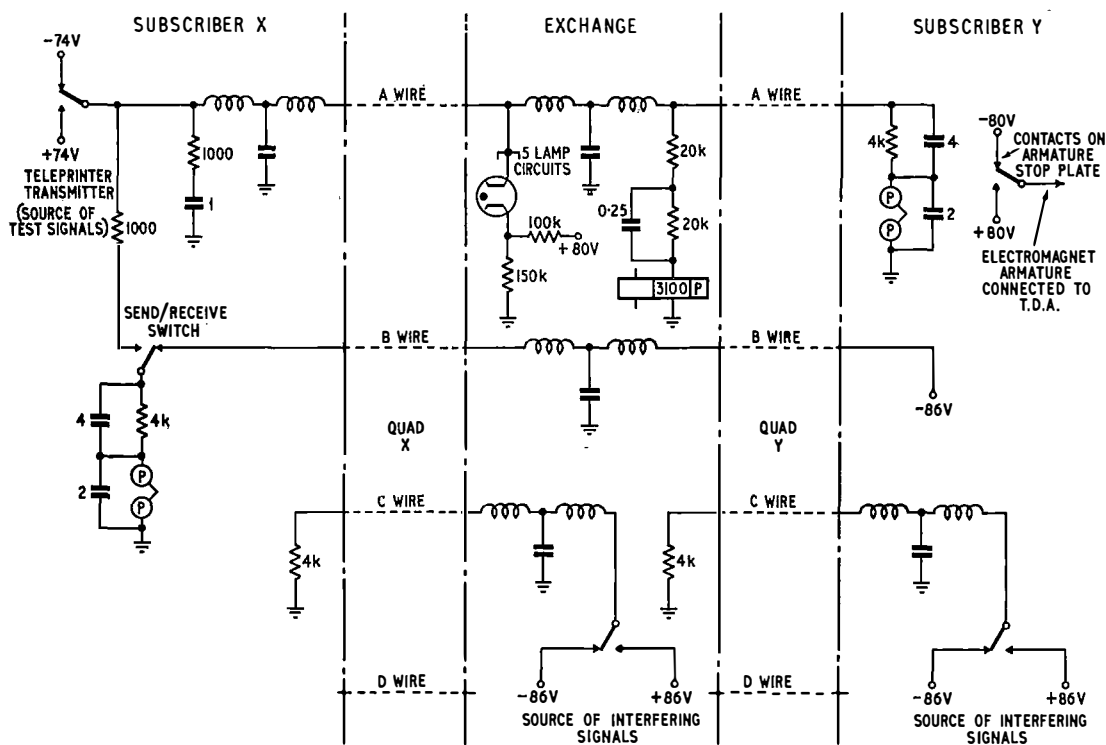 SUBSCRIBER X
EXCHANGE
SUBSCRIBER Y
-74V
+74V
TELEPRINTER
TRANSMITTER
(SOURCE OF
TEST SIGNALS)
1000
1000
1
A WIRE
5 LAMP
CIRCUITS
100k
+80V
150k
20k
0·25
20k
3100 P
A WIRE
4k
4
P
P
2
-80V
CONTACTS ON
ARMATURE
STOP PLATE
+80V
ELECTROMAGNET
ARMATURE
CONNECTED TO
T.D.A.
SEND/RECEIVE
SWITCH
B WIRE
B WIRE
-86V
4
4k
2
P
P
QUAD
X
QUAD
Y
C WIRE
C WIRE
4k
4k
D WIRE
-86V
+86V
SOURCE OF INTERFERING
SIGNALS
D WIRE
-86V
+86V
SOURCE OF INTERFERING
SIGNALS